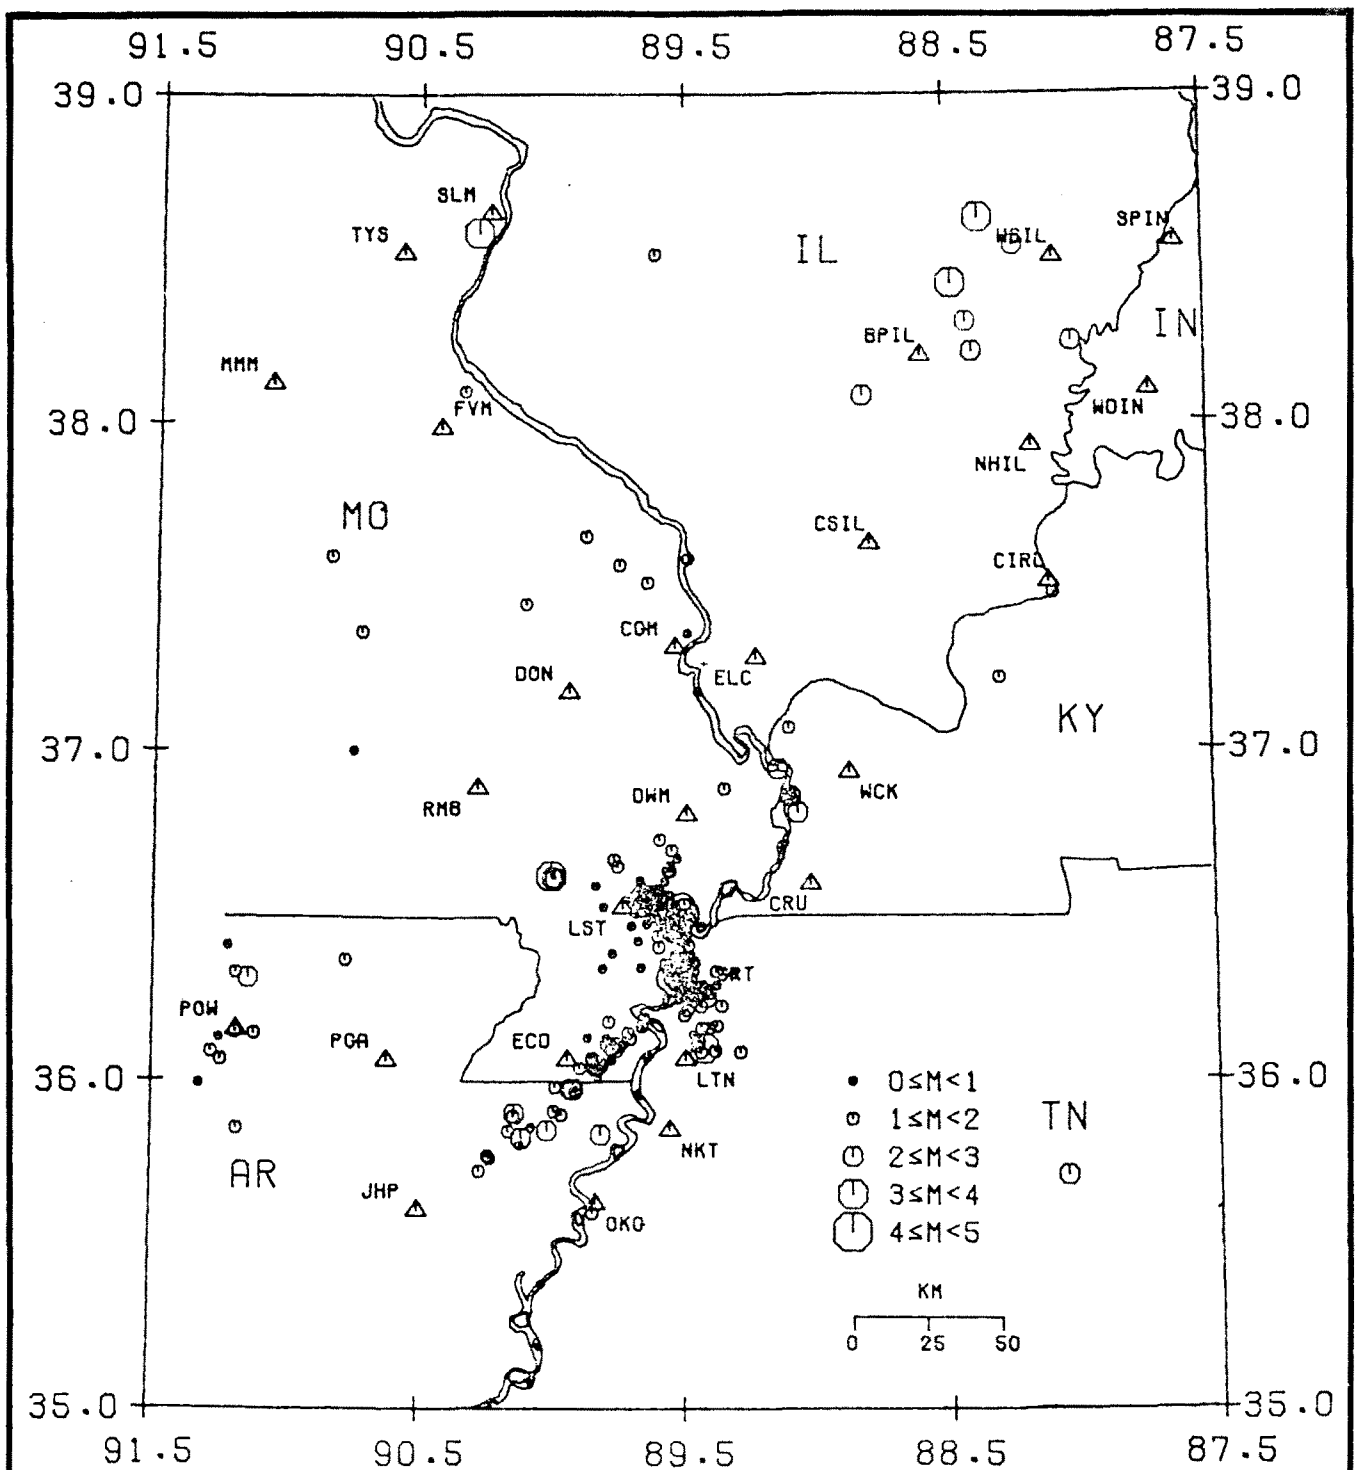 91.5 90.5 89.5 88.5 87.5
39.0 39.0
SLM
SPIN
TYS IL WGIL
IN
BPIL
MMM
WDIN
FVM
38.0 38.0
NHIL
MO
CSIL
CIRL
COM
DON ELC
KY
37.0 37.0
RMB DWM WCK
CRU
LST
GRT
POW
PGA ECO
LTN
36.0 36.0
0≤M<1
1≤M<2
TN
NKT
2≤M<3
AR
JHP
3≤M<4
OKO
4≤M<5
KM
0 25 50
35.0 35.0
91.5 90.5 89.5 88.5 87.5